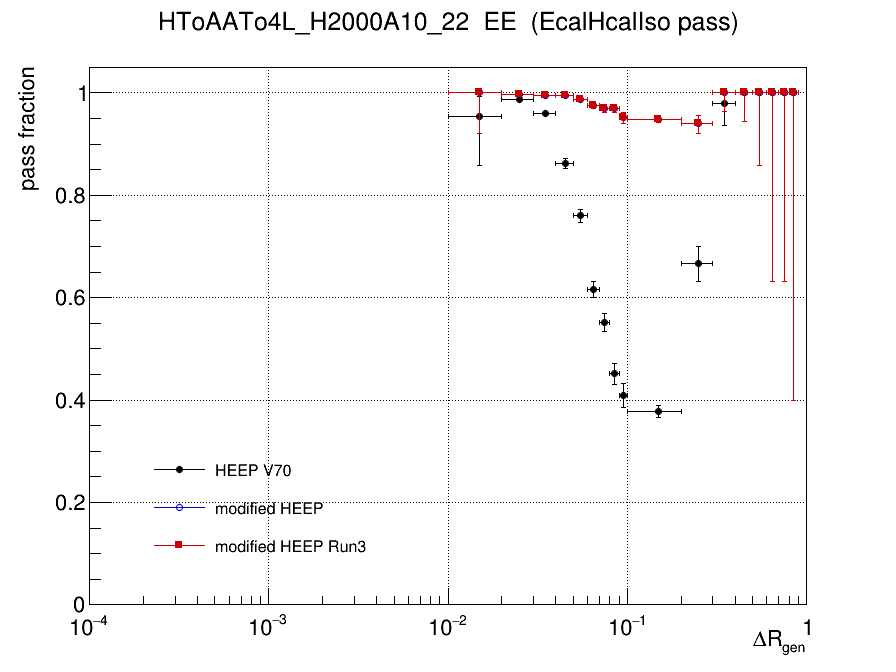 HToAATo4L_H2000A10_22 EE (EcalHcalIso pass)
pass fraction
1
0.8
0.6
0.4
0.2
0
HEEP V70
modified HEEP
modified HEEP Run3
10⁻⁴
10⁻³
10⁻²
10⁻¹
1
ΔR_gen